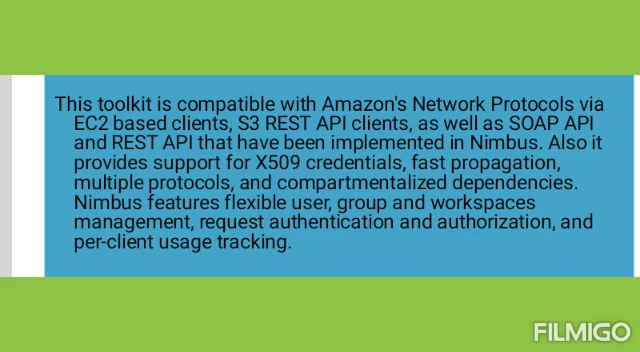 This toolkit is compatible with Amazon's Network Protocols via
EC2 based clients, S3 REST API clients, as well as SOAP API
and REST API that have been implemented in Nimbus. Also it
provides support for X509 credentials, fast propagation,
multiple protocols, and compartmentalized dependencies.
Nimbus features flexible user, group and workspaces
management, request authentication and authorization, and
per-client usage tracking.
FILMIGO